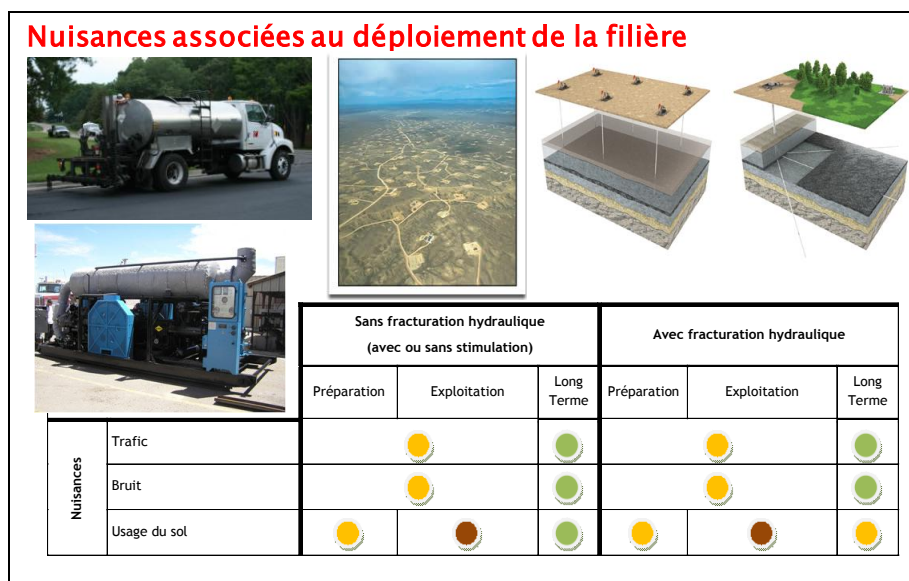 Nuisances associées au déploiement de la filière
Sans fracturation hydraulique
(avec ou sans stimulation)
Avec fracturation hydraulique
Préparation
Exploitation
Long
Terme
Préparation
Exploitation
Long
Terme
Nuisances
Trafic
Bruit
Usage du sol